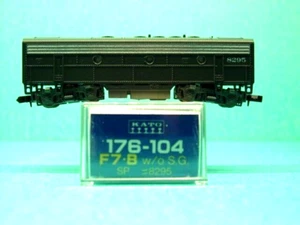 8295
KATO
176-104
F7·B w/o S.G.
SP #8295